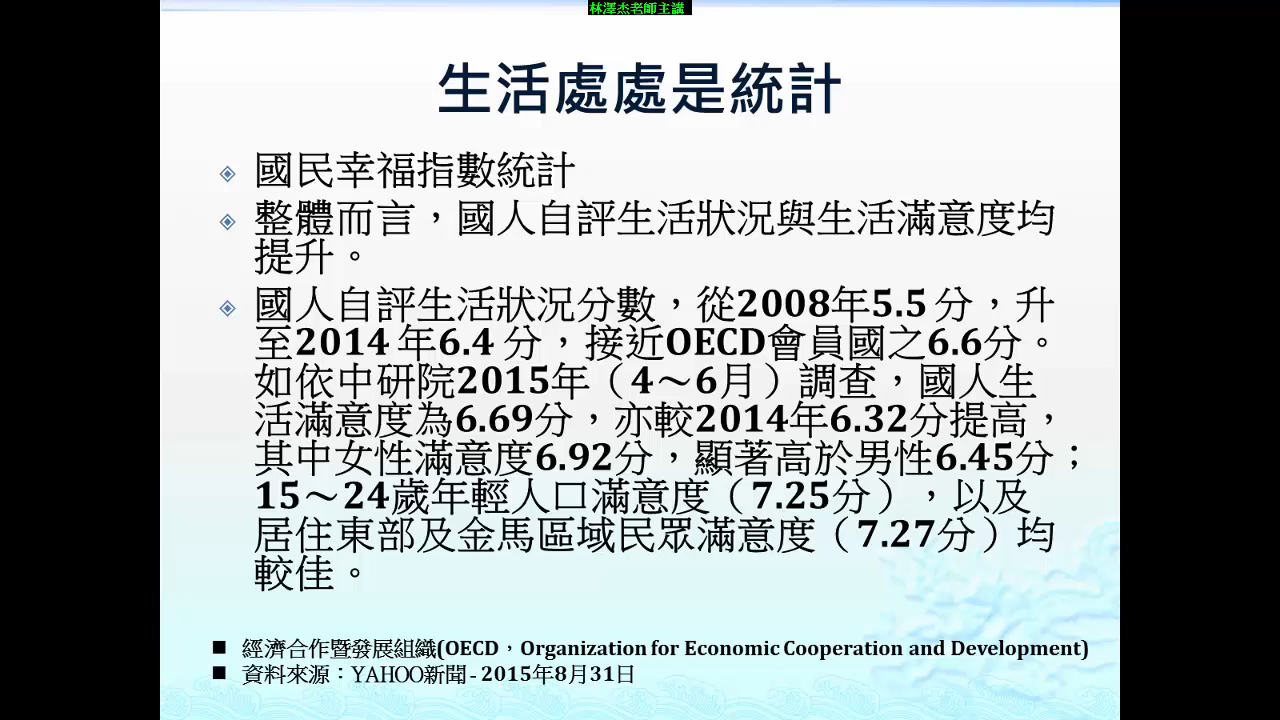 林澤杰老師主講
生活處處是統計
國民幸福指數統計
整體而言，國人自評生活狀況與生活滿意度均
提升。
國人自評生活狀況分數，從2008年5.5 分，升
至2014 年6.4 分，接近OECD會員國之6.6分。
如依中研院2015年（4～6月）調查，國人生
活滿意度為6.69分，亦較2014年6.32分提高，
其中女性滿意度6.92分，顯著高於男性6.45分；
15～24歲年輕人口滿意度（7.25分），以及
居住東部及金馬區域民眾滿意度（7.27分）均
較佳。
經濟合作暨發展組織(OECD，Organization for Economic Cooperation and Development)
資料來源：YAHOO新聞 - 2015年8月31日